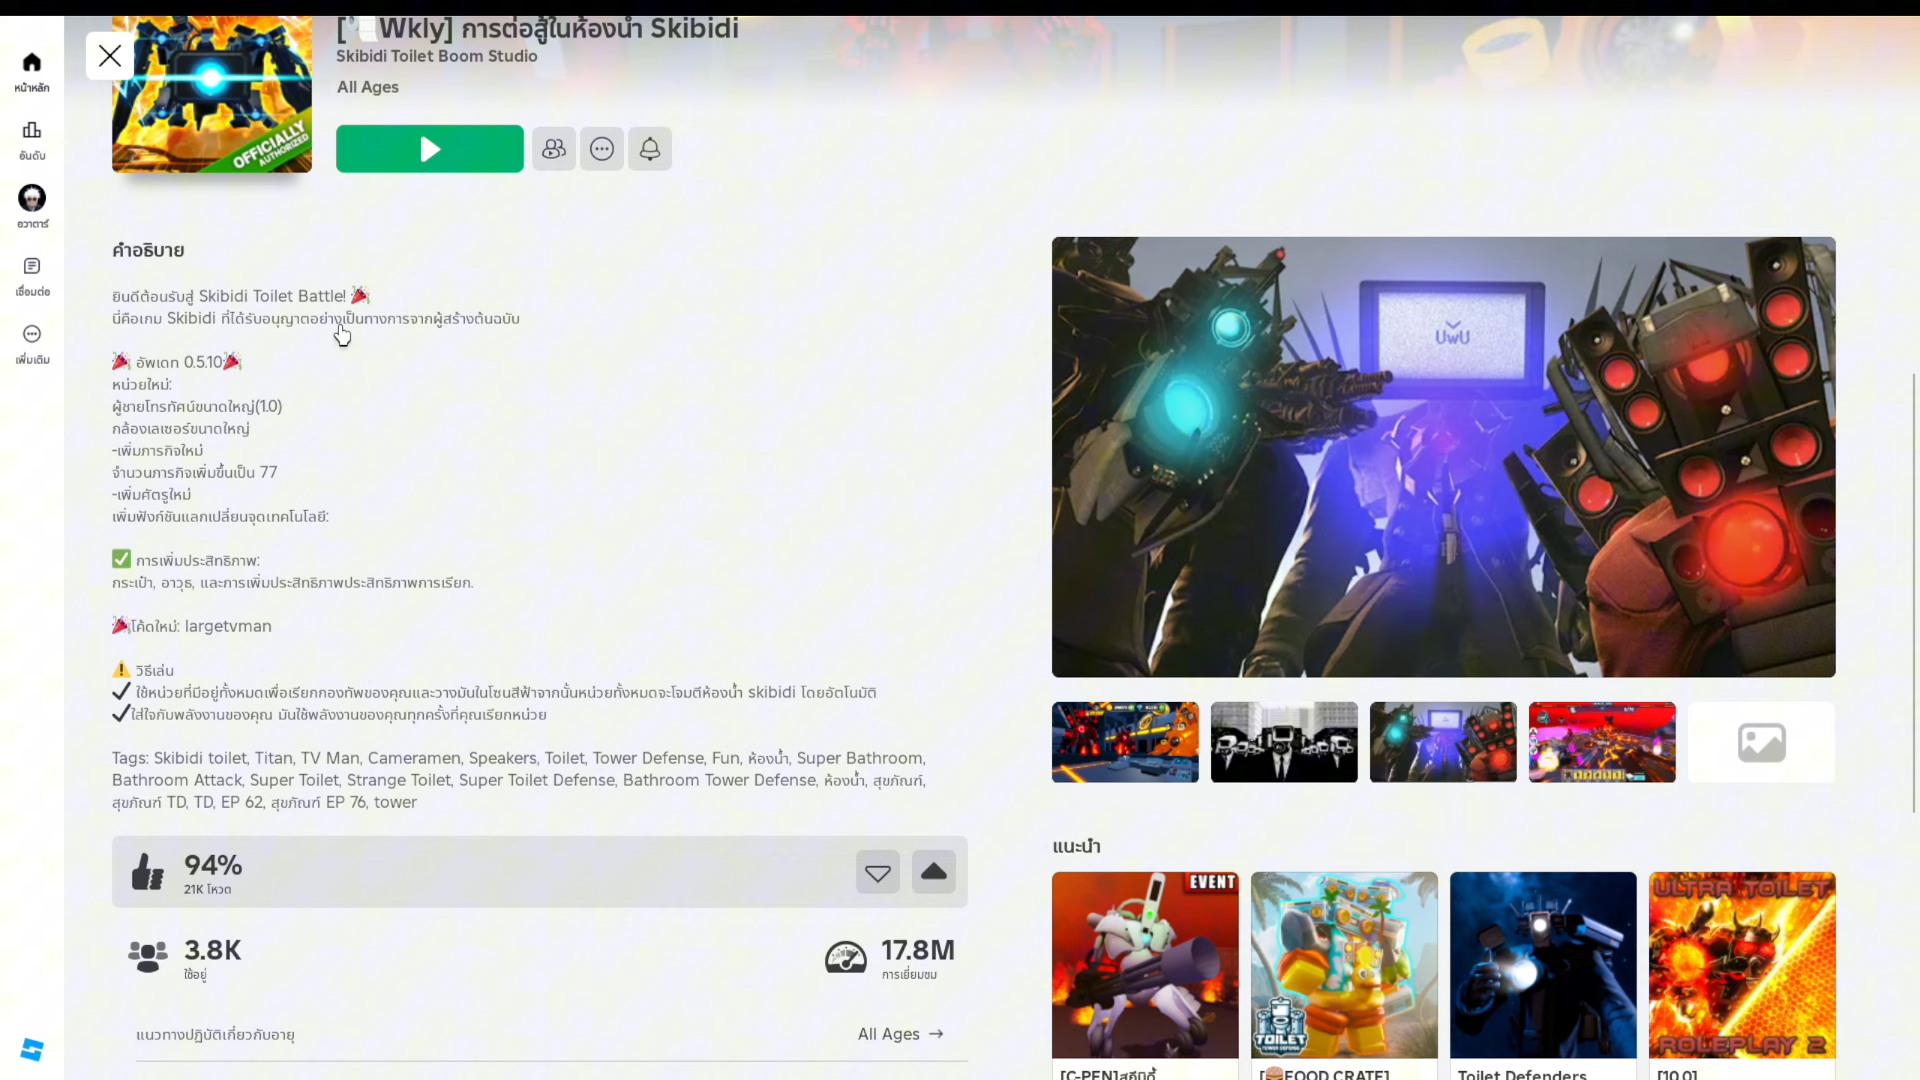 Wkly] การต่อสู้ในห้องน้ำ Skibidi
Skibidi Toilet Boom Studio
All Ages
OFFICIALLY
AUTHORIZED
หน้าหลัก
อันดับ
อวาตาร์
เชื่อมต่อ
เพิ่มเติม
คำอธิบาย
ยินดีต้อนรับสู่ Skibidi Toilet Battle! 🎉
นี่คือเกม Skibidi ที่ได้รับอนุญาตอย่างเป็นทางการจากผู้สร้างต้นฉบับ
🎉 อัพเดท 0.5.10🎉
หน่วยใหม่:
ผู้ชายโทรทัศน์ขนาดใหญ่(1.0)
กล้องเลเซอร์ขนาดใหญ่
-เพิ่มภารกิจใหม่
จำนวนภารกิจเพิ่มขึ้นเป็น 77
-เพิ่มศัตรูใหม่
เพิ่มฟังก์ชันแลกเปลี่ยนจุดเทคโนโลยี:
✅ การเพิ่มประสิทธิภาพ:
กระเป๋า, อาวุธ, และการเพิ่มประสิทธิภาพประสิทธิภาพการเรียก.
🎉โค้ดใหม่: largetvman
⚠️ วิธีเล่น
✔️ ใช้หน่วยที่มีอยู่ทั้งหมดเพื่อเรียกกองทัพของคุณและวางมันในโซนสีฟ้าจากนั้นหน่วยทั้งหมดจะโจมตีห้องน้ำ skibidi โดยอัตโนมัติ
✔️ใส่ใจกับพลังงานของคุณ มันใช้พลังงานของคุณทุกครั้งที่คุณเรียกหน่วย
Tags: Skibidi toilet, Titan, TV Man, Cameramen, Speakers, Toilet, Tower Defense, Fun, ห้องน้ำ, Super Bathroom,
Bathroom Attack, Super Toilet, Strange Toilet, Super Toilet Defense, Bathroom Tower Defense, ห้องน้ำ, สุขภัณฑ์,
สุขภัณฑ์ TD, TD, EP 62, สุขภัณฑ์ EP 76, tower
94%
21K โหวต
3.8K
ใช้อยู่
17.8M
การเยี่ยมชม
แนวทางปฏิบัติเกี่ยวกับอายุ
All Ages →
UwU
แนะนำ
EVENT
TOILET
TOWER DEFENSE
ULTRA TOILET
ROLEPLAY 2
[C-PEN]สกีบิดี้
[🍔FOOD CRATE]
Toilet Defenders
[10.0]